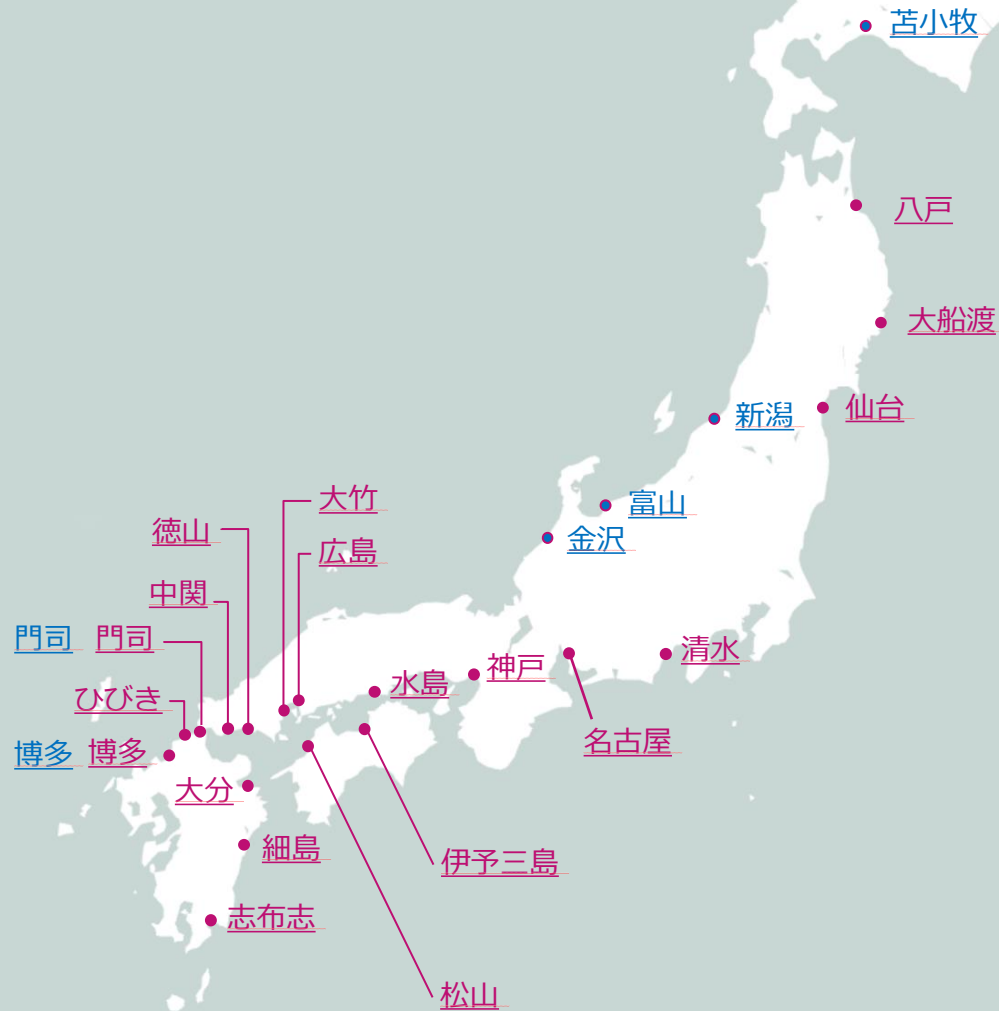 苫小牧
八戸
大船渡
仙台
新潟
富山
金沢
大竹
徳山
広島
中関
門司 門司
ひびき
博多 博多
水島
神戸
清水
名古屋
大分
細島
伊予三島
志布志
松山